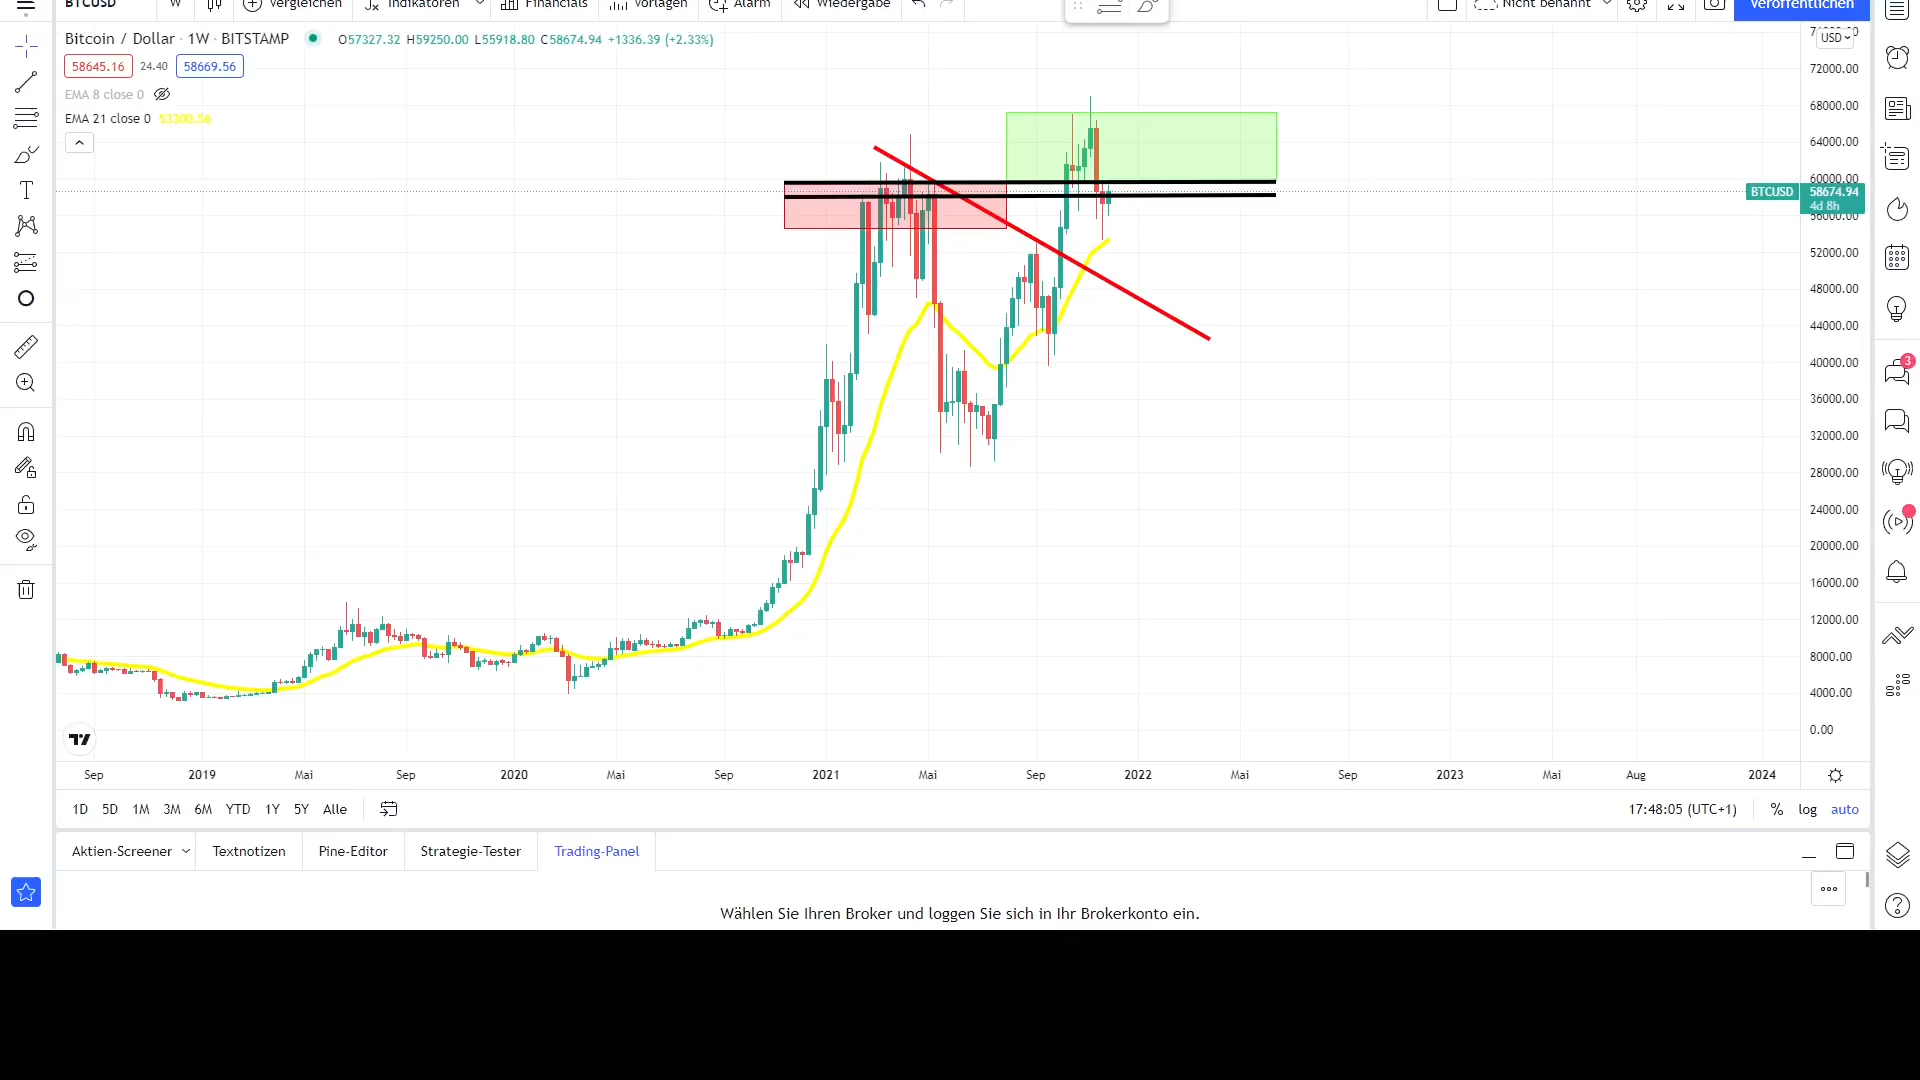 BTCUSD W Vergleichen Indikatoren Financials Vorlagen Alarm Wiedergabe Nicht benannt Veröffentlichen
Bitcoin / Dollar · 1W · BITSTAMP O57327.32 H59250.00 L55918.80 C58674.94 +1336.39 (+2.33%)
58645.16 24.40 58669.56
EMA 8 close 0
EMA 21 close 0 53300.56
USD
72000.00
68000.00
64000.00
60000.00
BTCUSD 58674.94
4d 8h
56000.00
52000.00
48000.00
44000.00
40000.00
36000.00
32000.00
28000.00
24000.00
20000.00
16000.00
12000.00
8000.00
4000.00
0.00
3
Sep 2019 Mai Sep 2020 Mai Sep 2021 Mai Sep 2022 Mai Sep 2023 Mai Aug 2024
1D 5D 1M 3M 6M YTD 1Y 5Y Alle 17:48:05 (UTC+1) % log auto
Aktien-Screener Textnotizen Pine-Editor Strategie-Tester Trading-Panel
Wählen Sie Ihren Broker und loggen Sie sich in Ihr Brokerkonto ein.